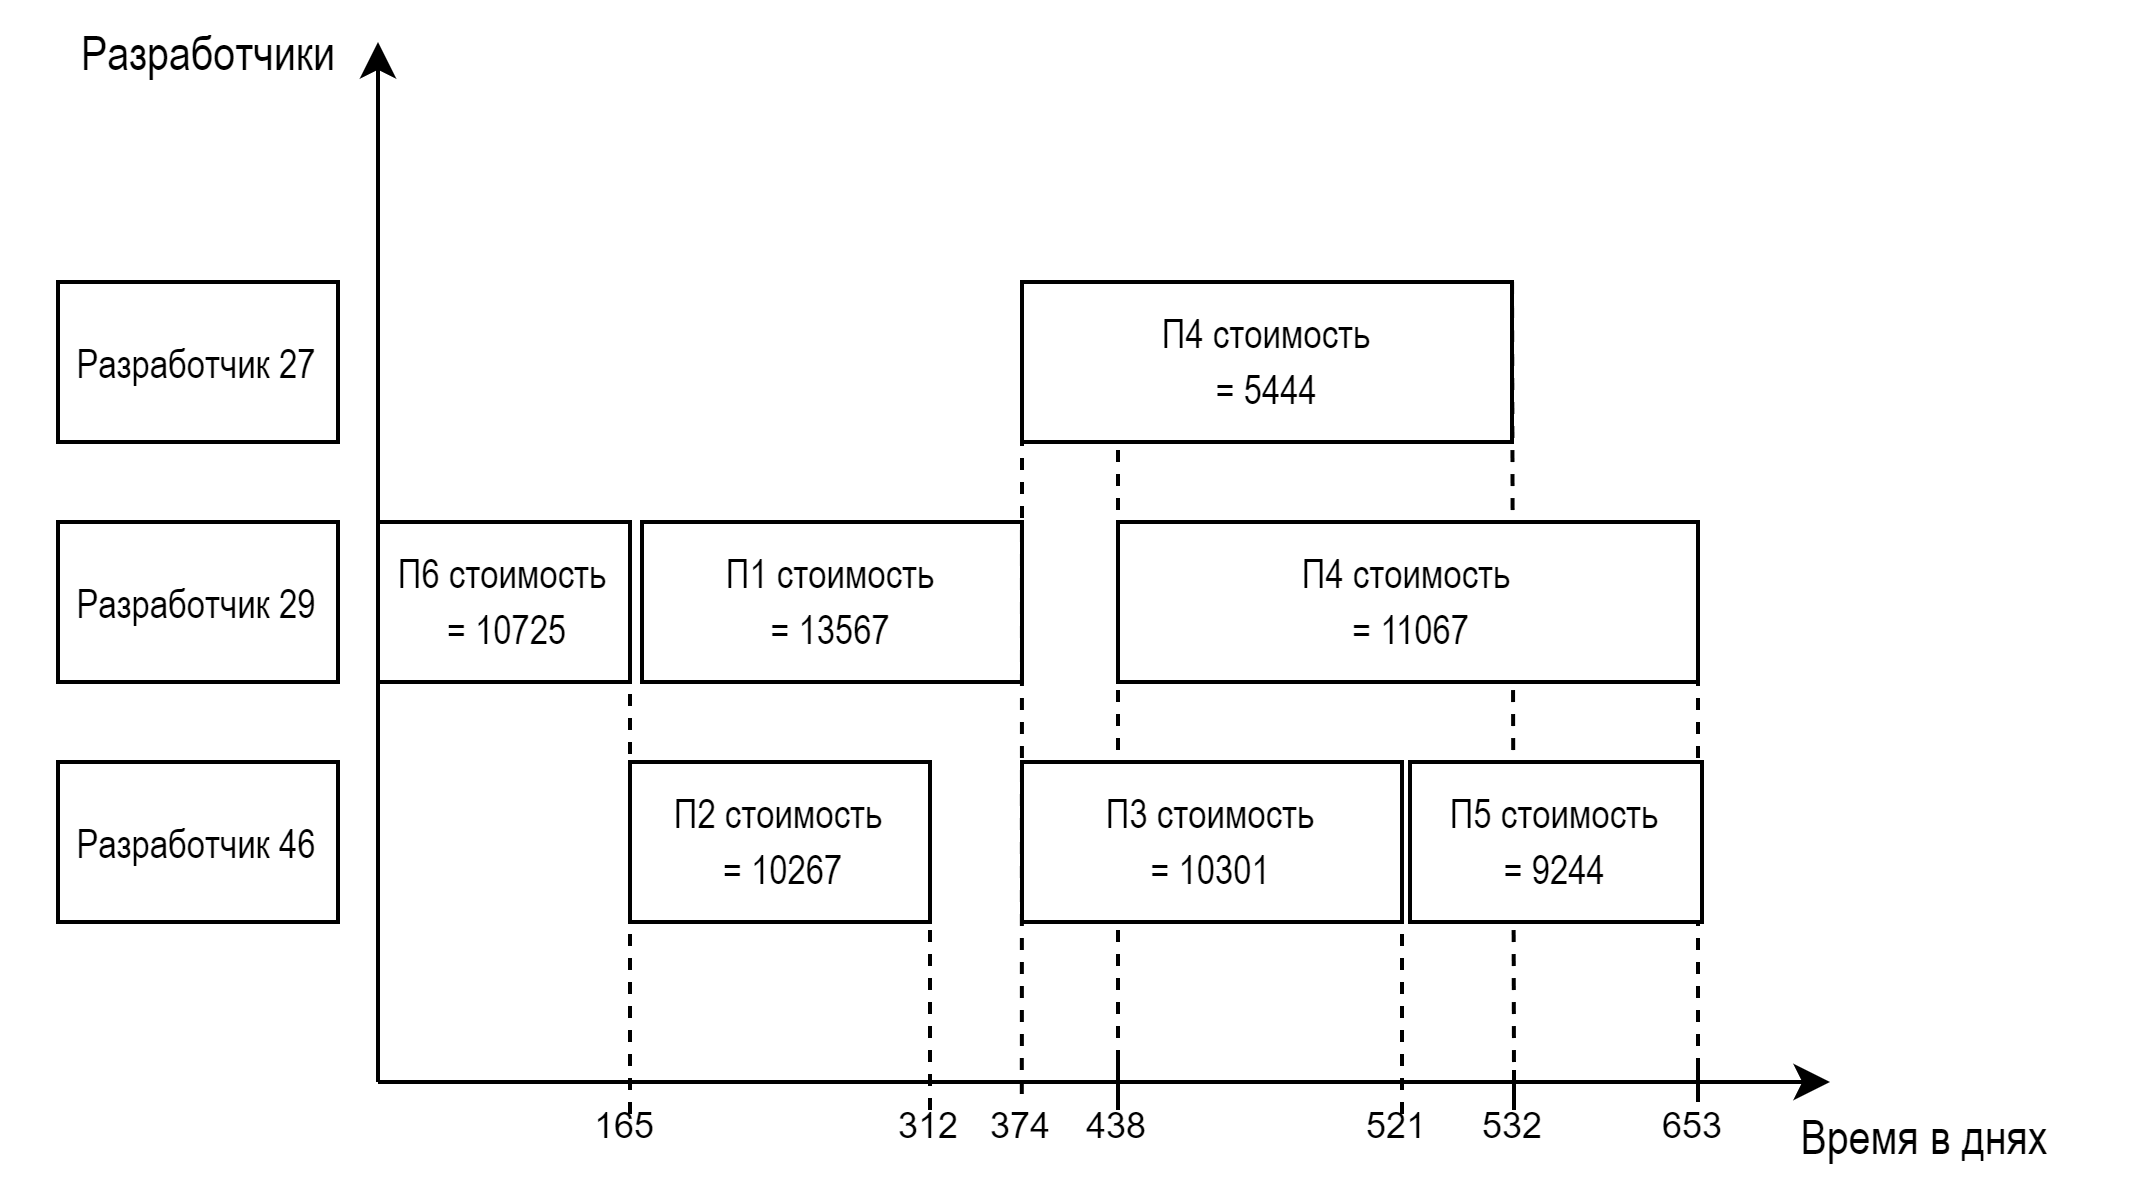 Разработчики
Разработчик 27
П4 стоимость
= 5444
Разработчик 29
П6 стоимость
= 10725
П1 стоимость
= 13567
П4 стоимость
= 11067
Разработчик 46
П2 стоимость
= 10267
П3 стоимость
= 10301
П5 стоимость
= 9244
165
312
374
438
521
532
653
Время в днях